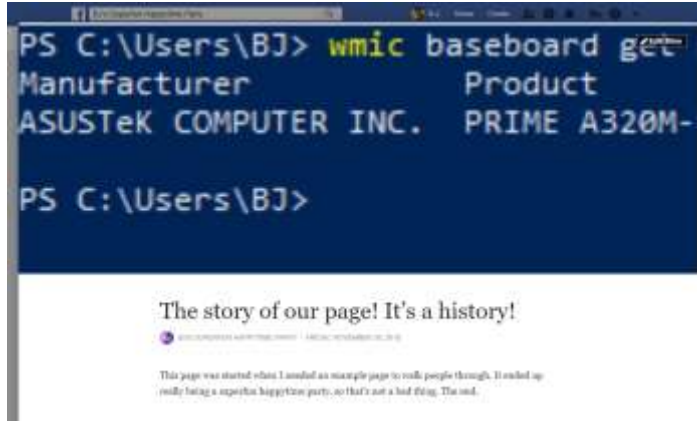 PS C:\Users\BJ> wmic baseboard get
Manufacturer Product
ASUSTeK COMPUTER INC. PRIME A320M-
PS C:\Users\BJ>
The story of our page! It's a history!
This page was started when I needed an example page to walk people through. It ended up
really being a superfun happytime party, so that's not a bad thing. The end.